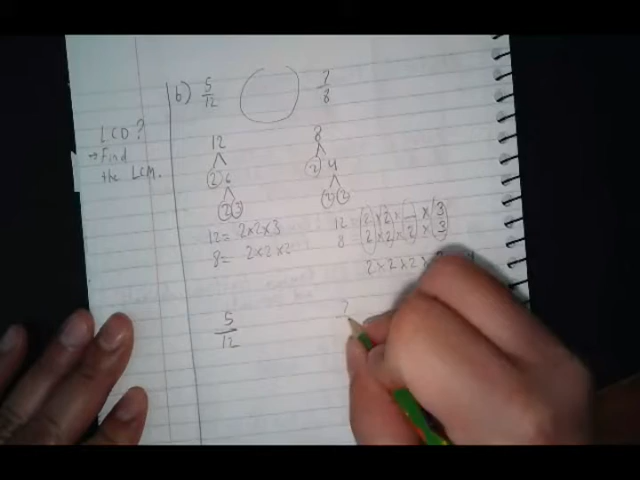 b) 5/12 7/8
LCD?
→ Find
the LCM.
12 8
2 6 2 4
2 3 2 2
12 = 2×2×3
8 = 2×2×2
12 2 × 2 × _ × 3
8 2 × 2 × 2 ×
2×2×2×
5/12 7